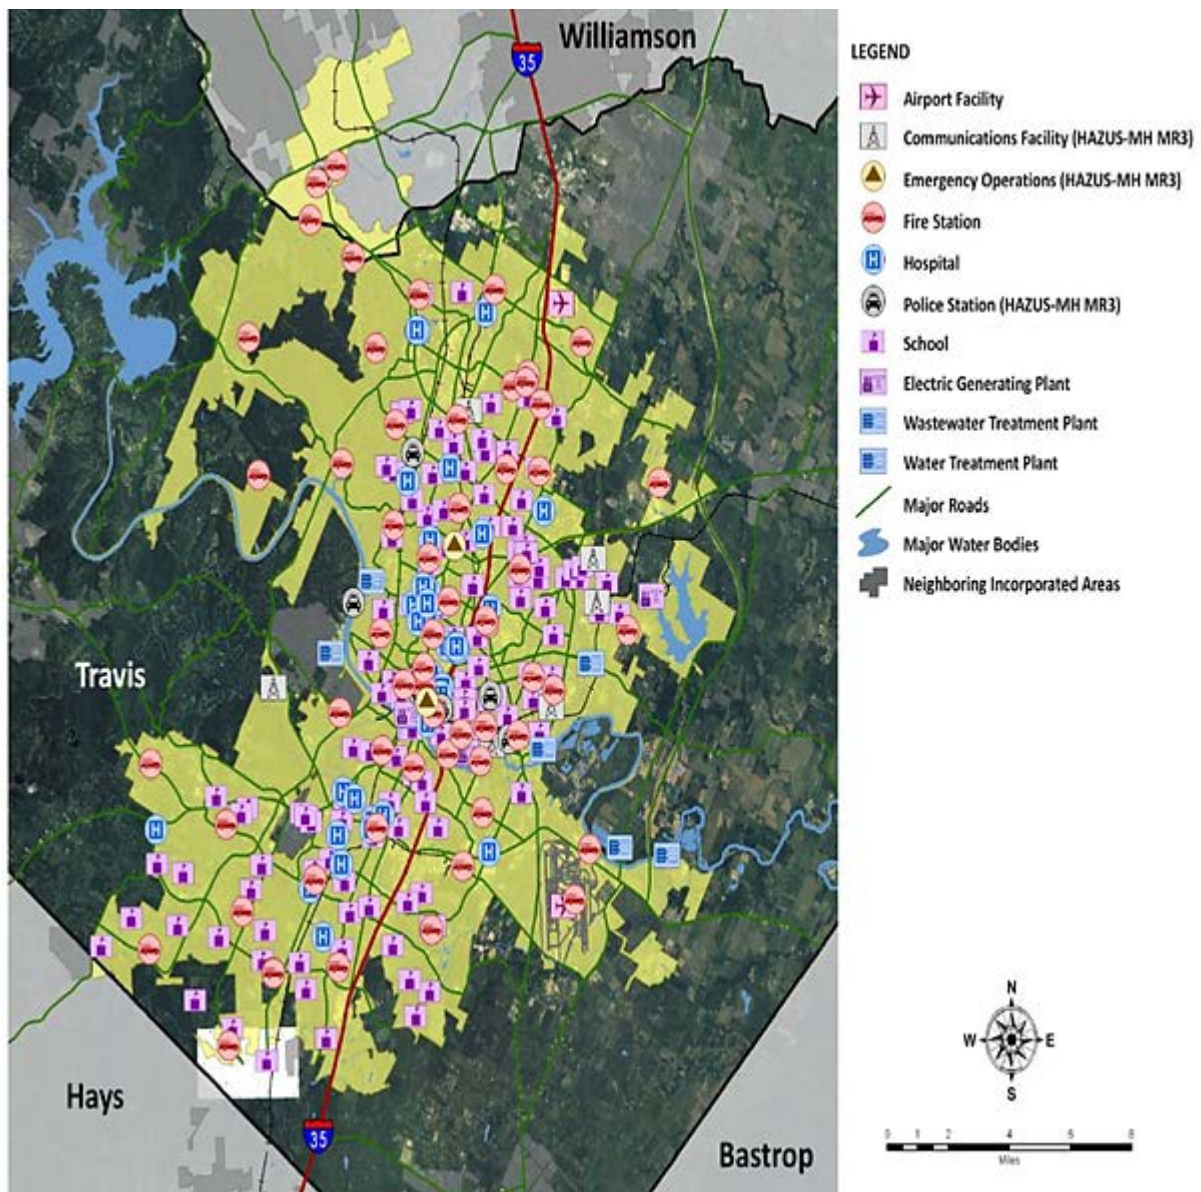 Williamson
35
Travis
Hays
35
Bastrop
LEGEND
Airport Facility
Communications Facility (HAZUS-MH MR3)
Emergency Operations (HAZUS-MH MR3)
Fire Station
Hospital
Police Station (HAZUS-MH MR3)
School
Electric Generating Plant
Wastewater Treatment Plant
Water Treatment Plant
Major Roads
Major Water Bodies
Neighboring Incorporated Areas
N
W E
S
0 1 2 4 6 8
Miles